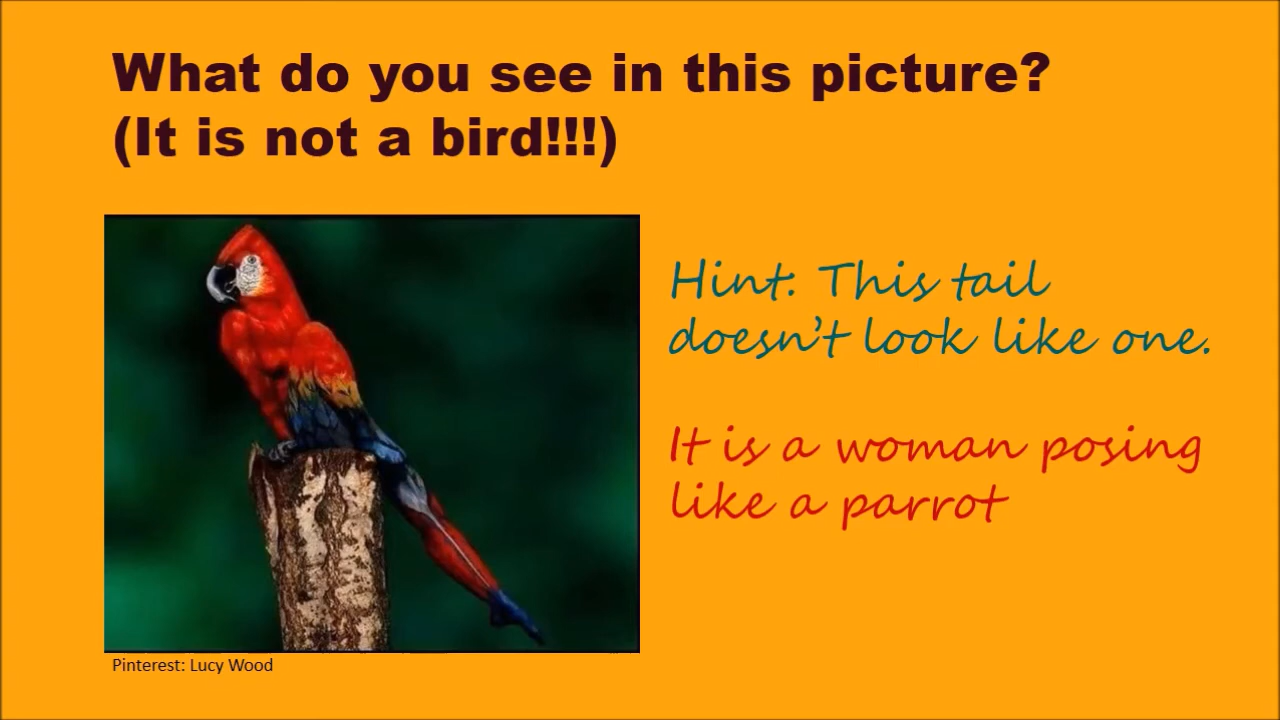 What do you see in this picture?
(It is not a bird!!!)
Hint: This tail
doesn't look like one.
It is a woman posing
like a parrot
Pinterest: Lucy Wood